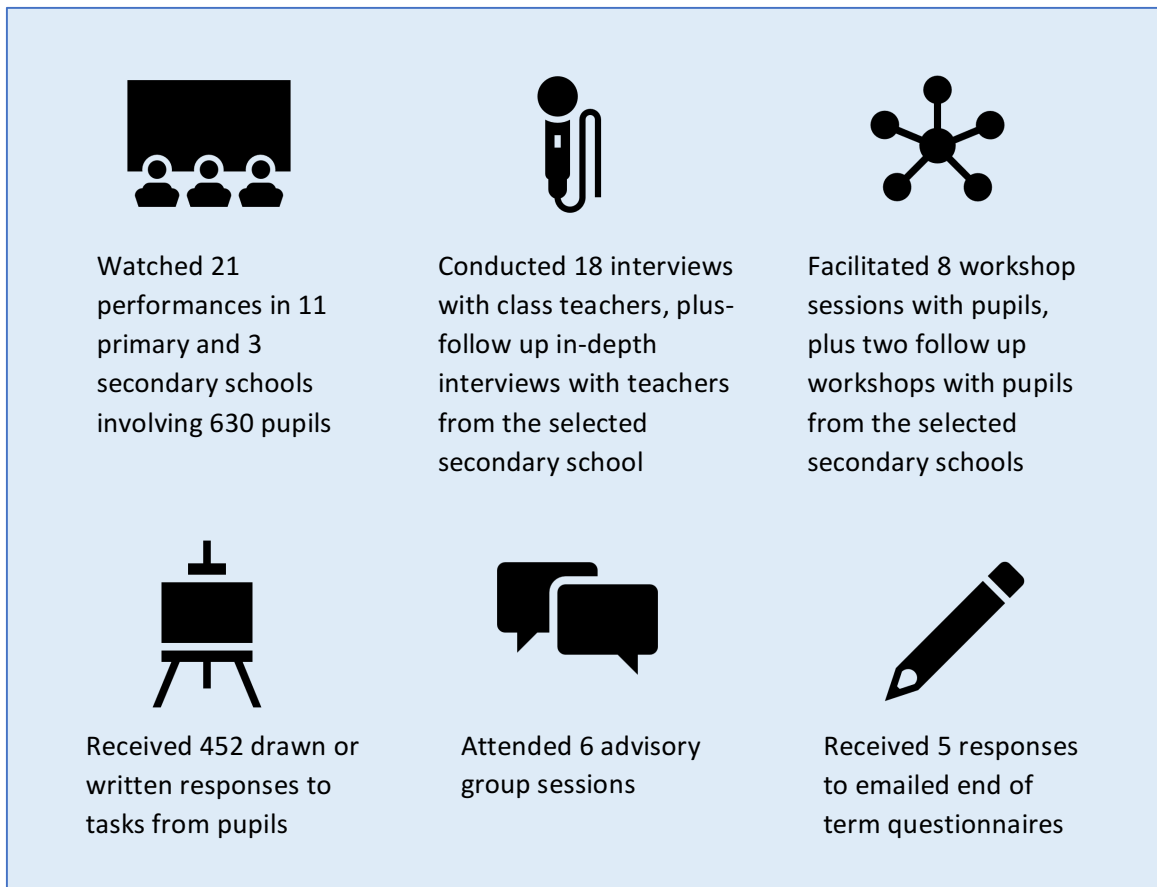 Watched 21
performances in 11
primary and 3
secondary schools
involving 630 pupils
Conducted 18 interviews
with class teachers, plus-
follow up in-depth
interviews with teachers
from the selected
secondary school
Facilitated 8 workshop
sessions with pupils,
plus two follow up
workshops with pupils
from the selected
secondary schools
Received 452 drawn or
written responses to
tasks from pupils
Attended 6 advisory
group sessions
Received 5 responses
to emailed end of
term questionnaires